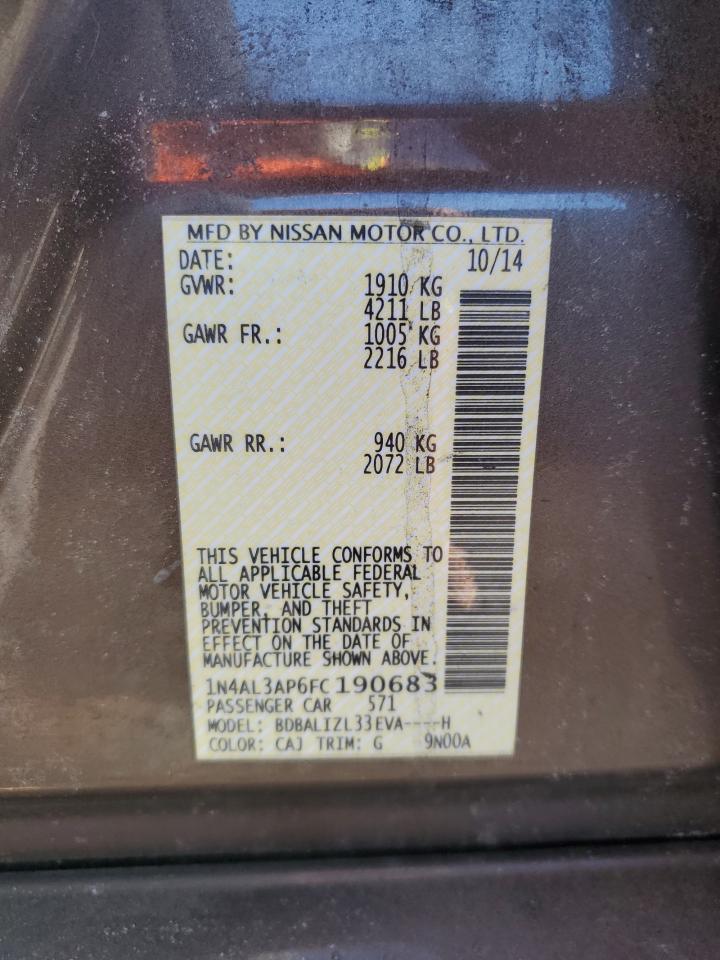 MFD BY NISSAN MOTOR CO., LTD.
DATE: 10/14
GVWR: 1910 KG
4211 LB
GAWR FR.: 1005 KG
2216 LB
GAWR RR.: 940 KG
2072 LB
THIS VEHICLE CONFORMS TO
ALL APPLICABLE FEDERAL
MOTOR VEHICLE SAFETY,
BUMPER, AND THEFT
PREVENTION STANDARDS IN
EFFECT ON THE DATE OF
MANUFACTURE SHOWN ABOVE.
1N4AL3AP6FC190683
PASSENGER CAR 571
MODEL: BDBALIZL33EVA----H
COLOR: CAJ TRIM: G 9N00A